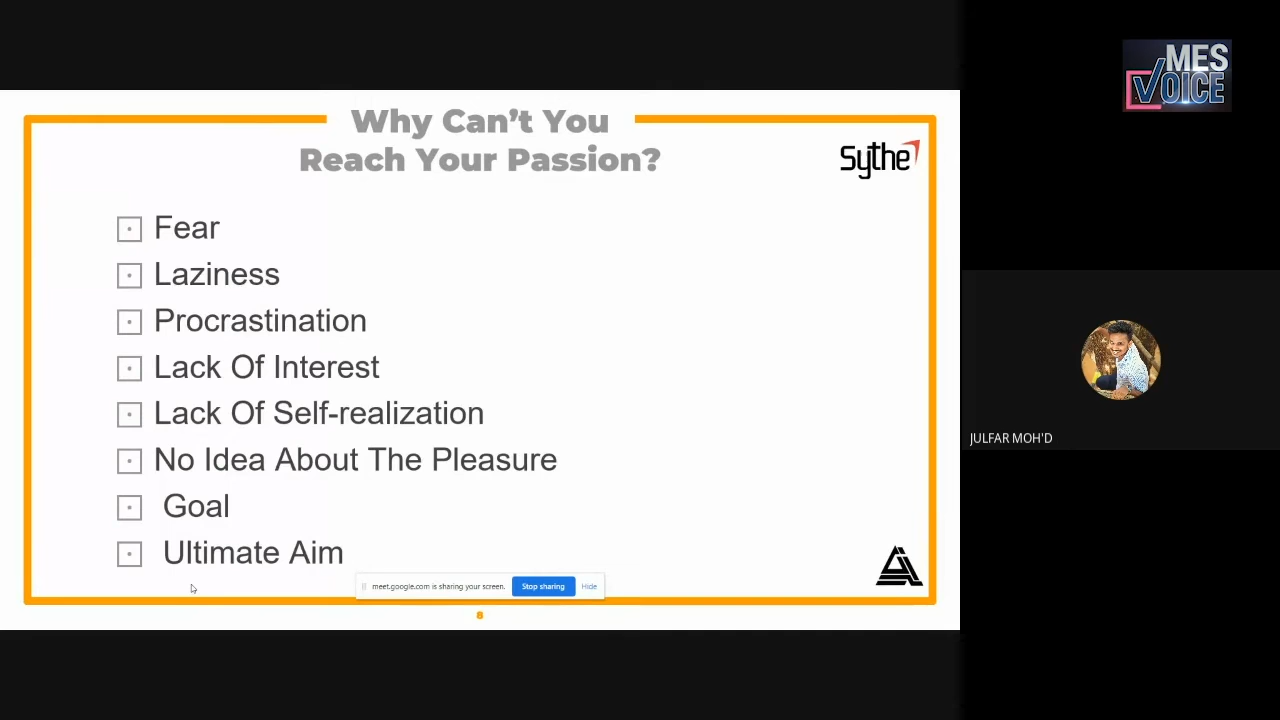 MES
VOICE
Why Can’t You
Reach Your Passion?
Sythe
Fear
Laziness
Procrastination
Lack Of Interest
Lack Of Self-realization
No Idea About The Pleasure
Goal
Ultimate Aim
meet.google.com is sharing your screen.
Stop sharing
Hide
8
JULFAR MOH'D